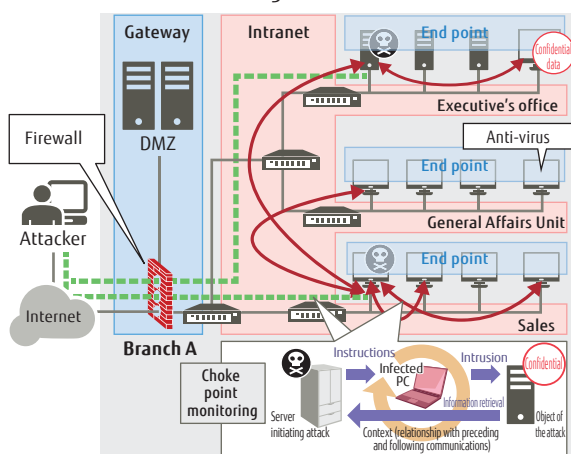 Gateway
Intranet
End point
Confidential
data
Executive's office
Firewall
DMZ
Anti-virus
End point
General Affairs Unit
Attacker
End point
Internet
Branch A
Sales
Choke
point
monitoring
Instructions
Infected
PC
Intrusion
Confidential
Information retrieval
Server
initiating attack
Context (relationship with preceding
and following communications)
Object of
the attack